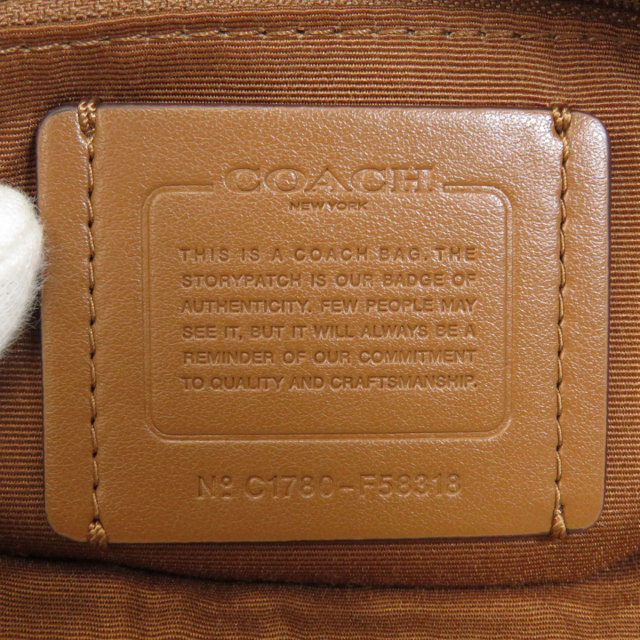 COACH
NEW YORK
THIS IS A COACH BAG. THE
STORYPATCH IS OUR BADGE OF
AUTHENTICITY. FEW PEOPLE MAY
SEE IT, BUT IT WILL ALWAYS BE A
REMINDER OF OUR COMMITMENT
TO QUALITY AND CRAFTSMANSHIP.
Nº C1780-F58318